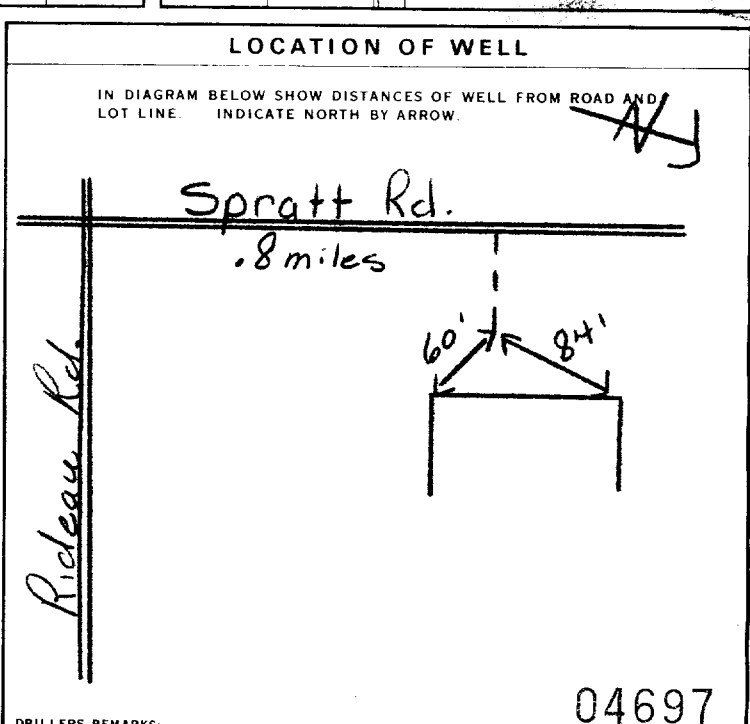 LOCATION OF WELL
IN DIAGRAM BELOW SHOW DISTANCES OF WELL FROM ROAD AND
LOT LINE. INDICATE NORTH BY ARROW.
N
Spratt Rd.
.8 miles
60' 84'
Rideau Rd.
04697
DRILLERS REMARKS: